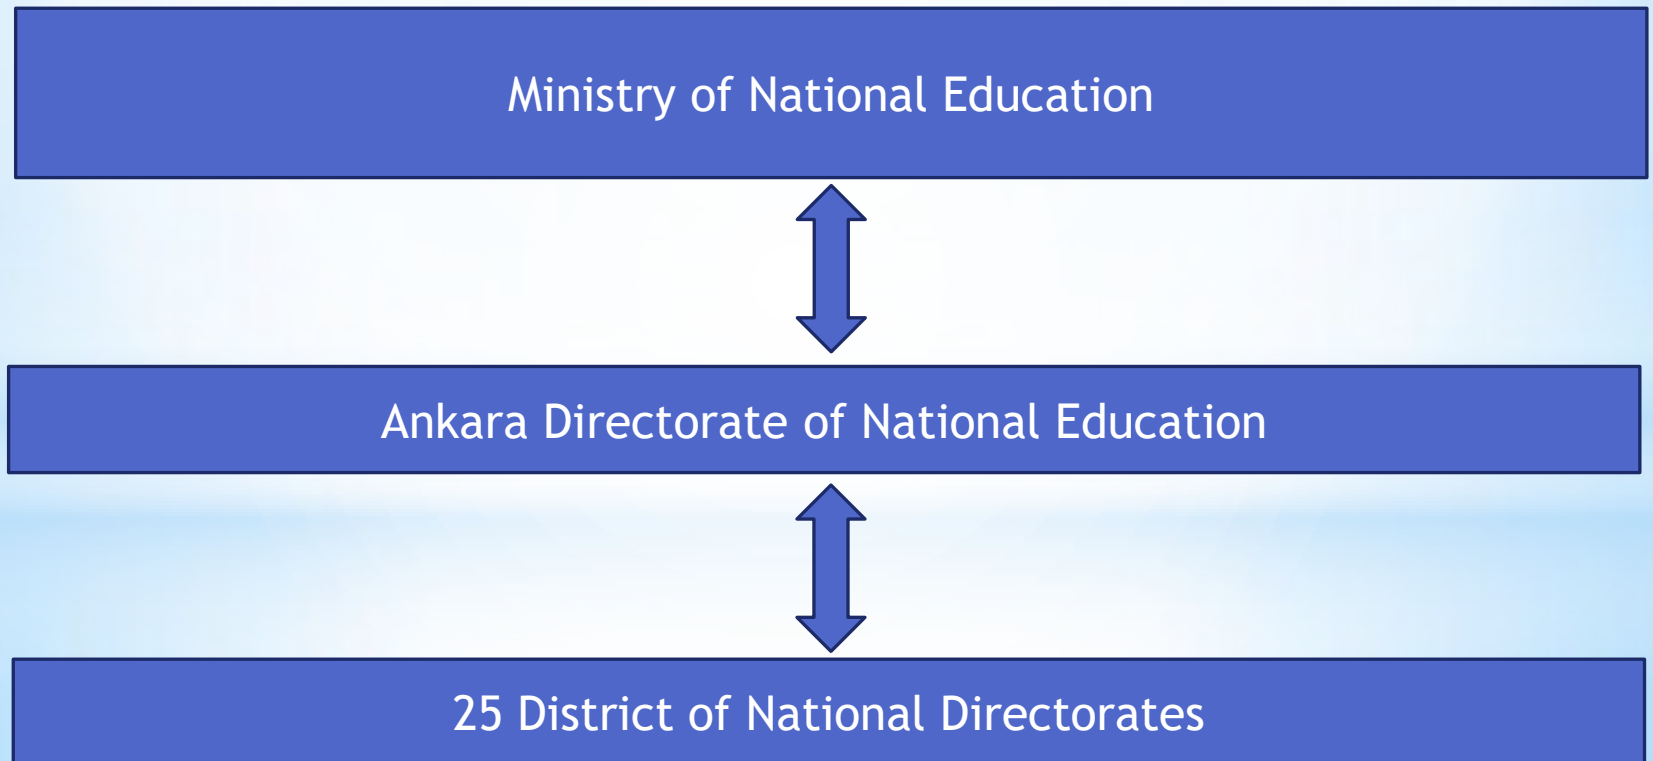 Ministry of National Education
Ankara Directorate of National Education
25 District of National Directorates